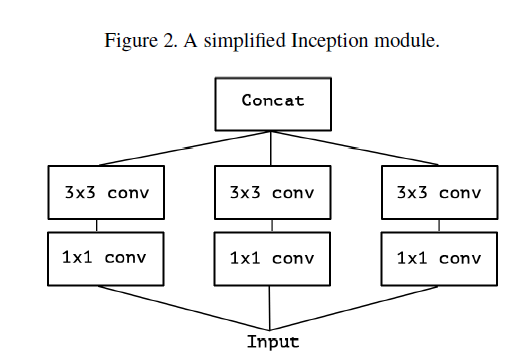 Figure 2. A simplified Inception module.
Concat
3x3 conv 3x3 conv 3x3 conv
1x1 conv 1x1 conv 1x1 conv
Input